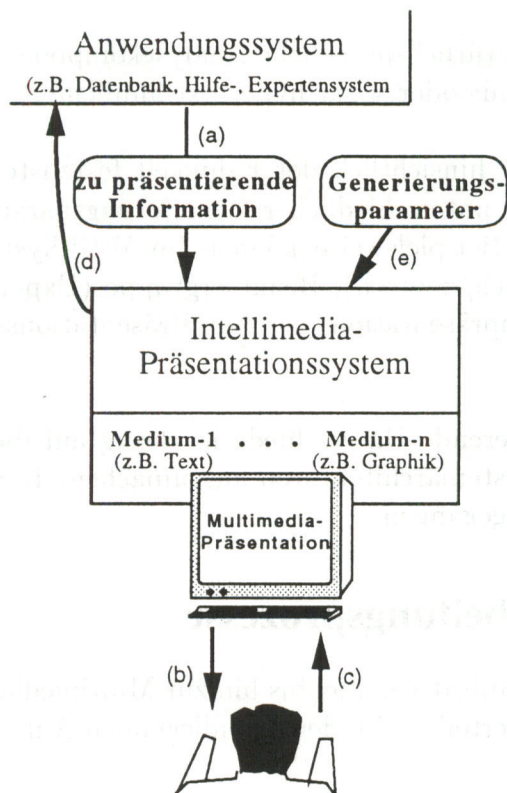 Anwendungssystem
(z.B. Datenbank, Hilfe-, Expertensystem
(a)
zu präsentierende
Information
Generierungs-
parameter
(d)
(e)
Intellimedia-
Präsentationssystem
Medium-1 . . . Medium-n
(z.B. Text) (z.B. Graphik)
Multimedia-
Präsentation
(b)
(c)